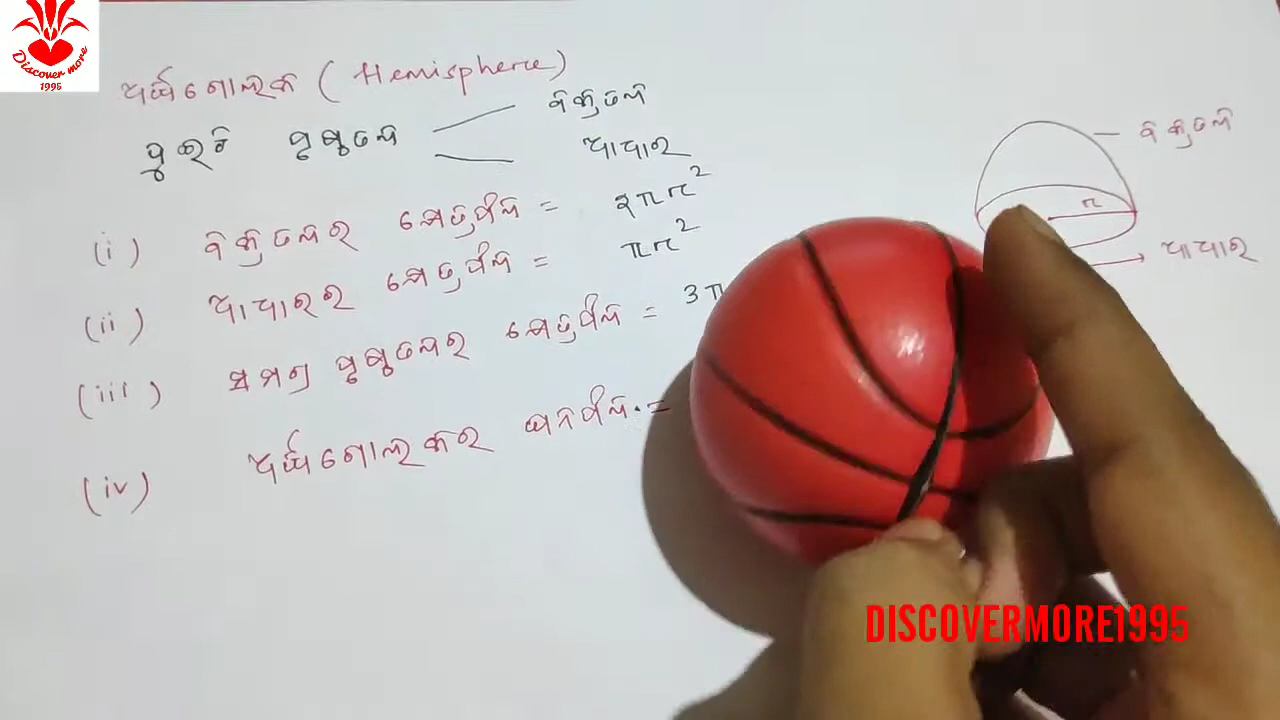 Discover more
1995
ଅର୍ଦ୍ଧଗୋଲକ (Hemisphere)
ଦୁଇଟି ପୃଷ୍ଠତଳ
ବକ୍ରତଳ
ଆଧାର
(i) ବକ୍ରତଳର କ୍ଷେତ୍ରଫଳ = ୨πr²
(ii) ଆଧାରର କ୍ଷେତ୍ରଫଳ = πr²
(iii) ସମଗ୍ର ପୃଷ୍ଠତଳର କ୍ଷେତ୍ରଫଳ = 3π
(iv) ଅର୍ଦ୍ଧଗୋଲକର ଘନଫଳ =
ବକ୍ରତଳ
r
ଆଧାର
DISCOVERMORE1995